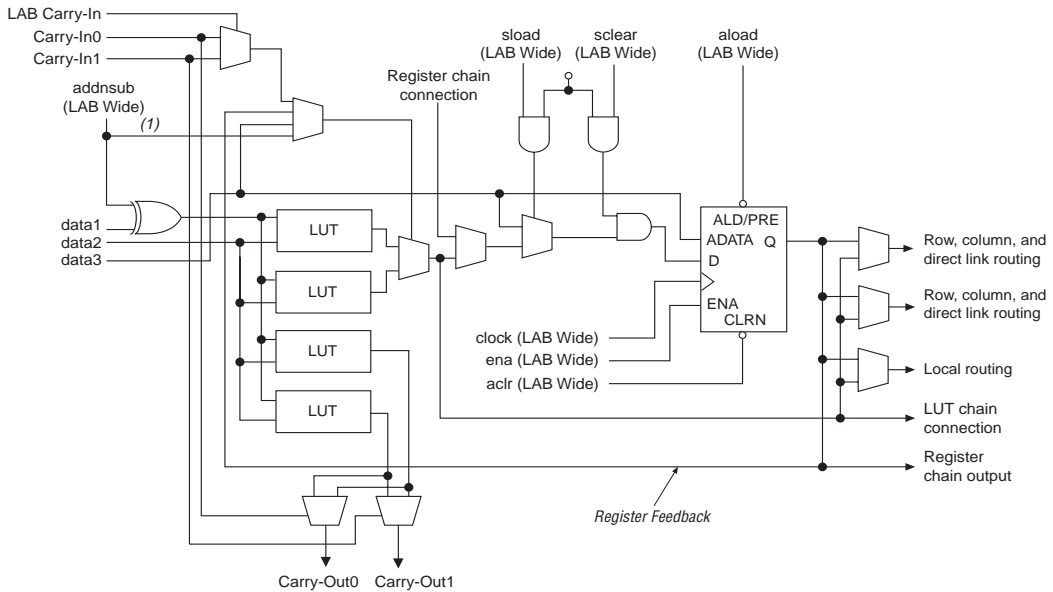 LAB Carry-In
Carry-In0
Carry-In1
addnsub
(LAB Wide)
(1)
data1
data2
data3
Register chain
connection
sload
(LAB Wide)
sclear
(LAB Wide)
aload
(LAB Wide)
LUT
LUT
LUT
LUT
ALD/PRE
ADATA
Q
D
ENA
CLRN
clock (LAB Wide)
ena (LAB Wide)
aclr (LAB Wide)
Row, column, and
direct link routing
Row, column, and
direct link routing
Local routing
LUT chain
connection
Register
chain output
Register Feedback
Carry-Out0
Carry-Out1